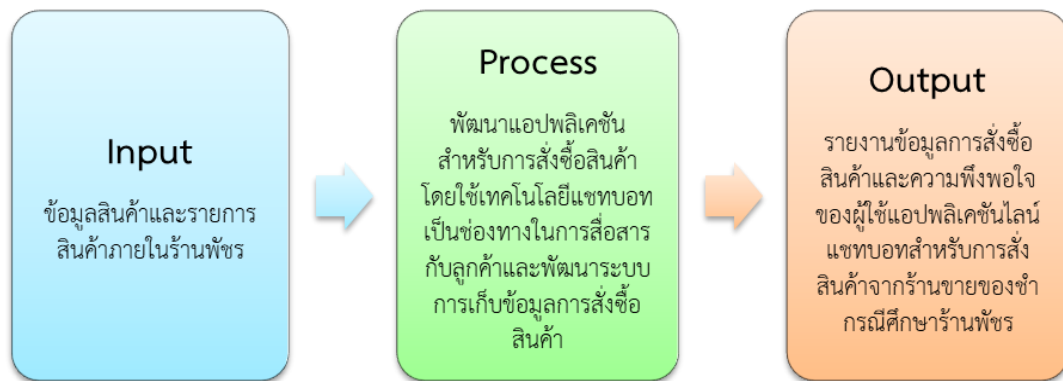 Input
ข้อมูลสินค้าและรายการ
สินค้าภายในร้านพัชร
Process
พัฒนาแอปพลิเคชัน
สำหรับการสั่งซื้อสินค้า
โดยใช้เทคโนโลยีแชทบอท
เป็นช่องทางในการสื่อสาร
กับลูกค้าและพัฒนาระบบ
การเก็บข้อมูลการสั่งซื้อ
สินค้า
Output
รายงานข้อมูลการสั่งซื้อ
สินค้าและความพึงพอใจ
ของผู้ใช้แอปพลิเคชันไลน์
แชทบอทสำหรับการสั่ง
สินค้าจากร้านขายของชำ
กรณีศึกษาร้านพัชร